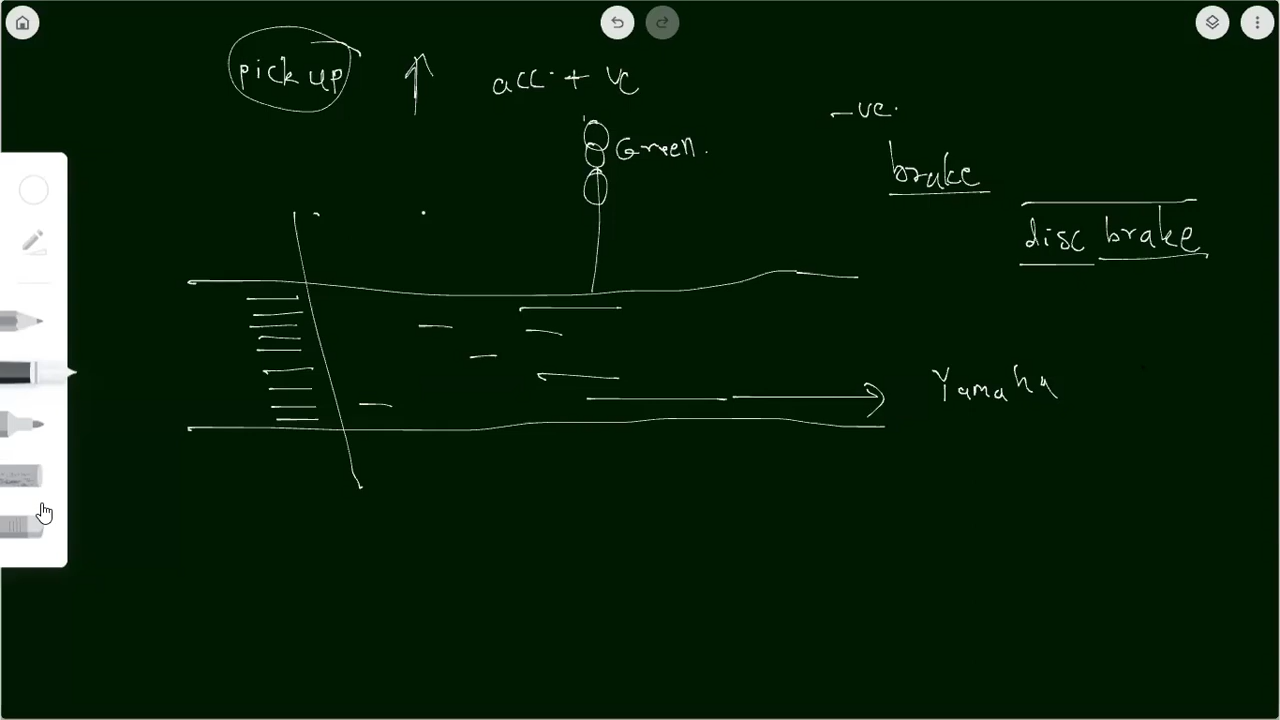 pick up ↑ acc. + ve
-ve.
Green.
brake
disc brake
Yamaha